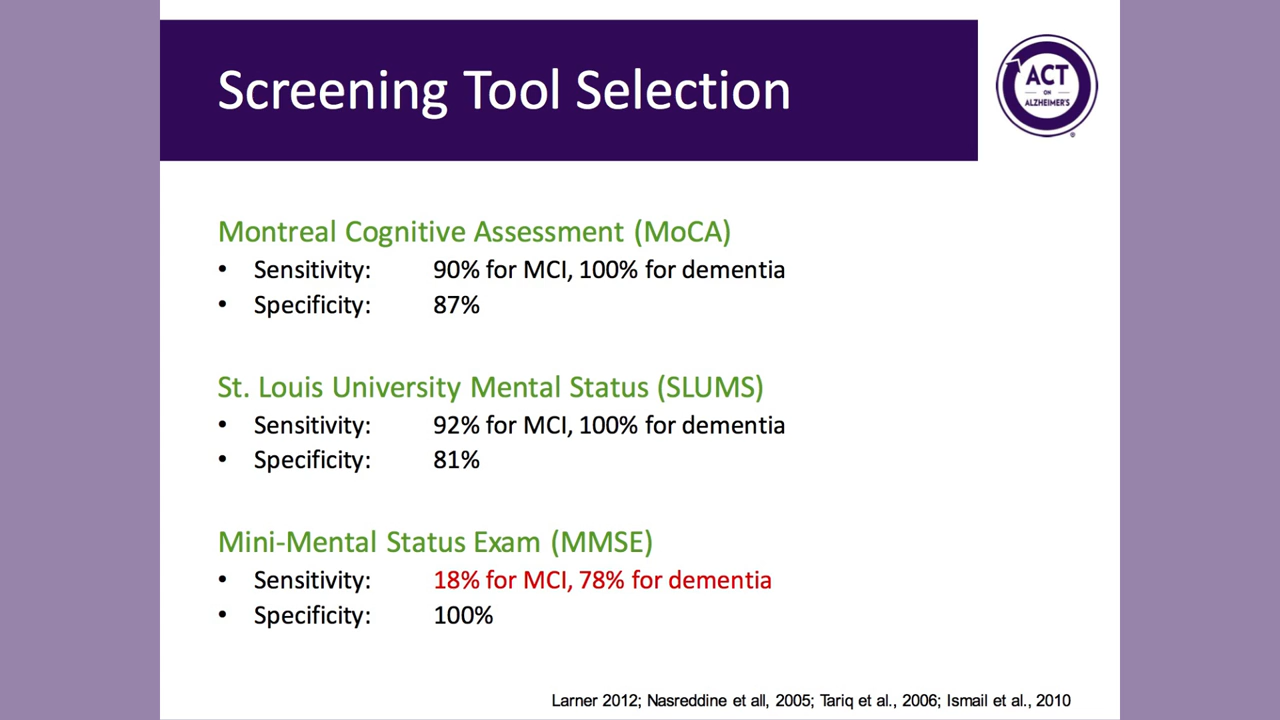 Screening Tool Selection
ACT
ON
ALZHEIMER'S
®
Montreal Cognitive Assessment (MoCA)
• Sensitivity: 90% for MCI, 100% for dementia
• Specificity: 87%
St. Louis University Mental Status (SLUMS)
• Sensitivity: 92% for MCI, 100% for dementia
• Specificity: 81%
Mini-Mental Status Exam (MMSE)
• Sensitivity: 18% for MCI, 78% for dementia
• Specificity: 100%
Larner 2012; Nasreddine et all, 2005; Tariq et al., 2006; Ismail et al., 2010